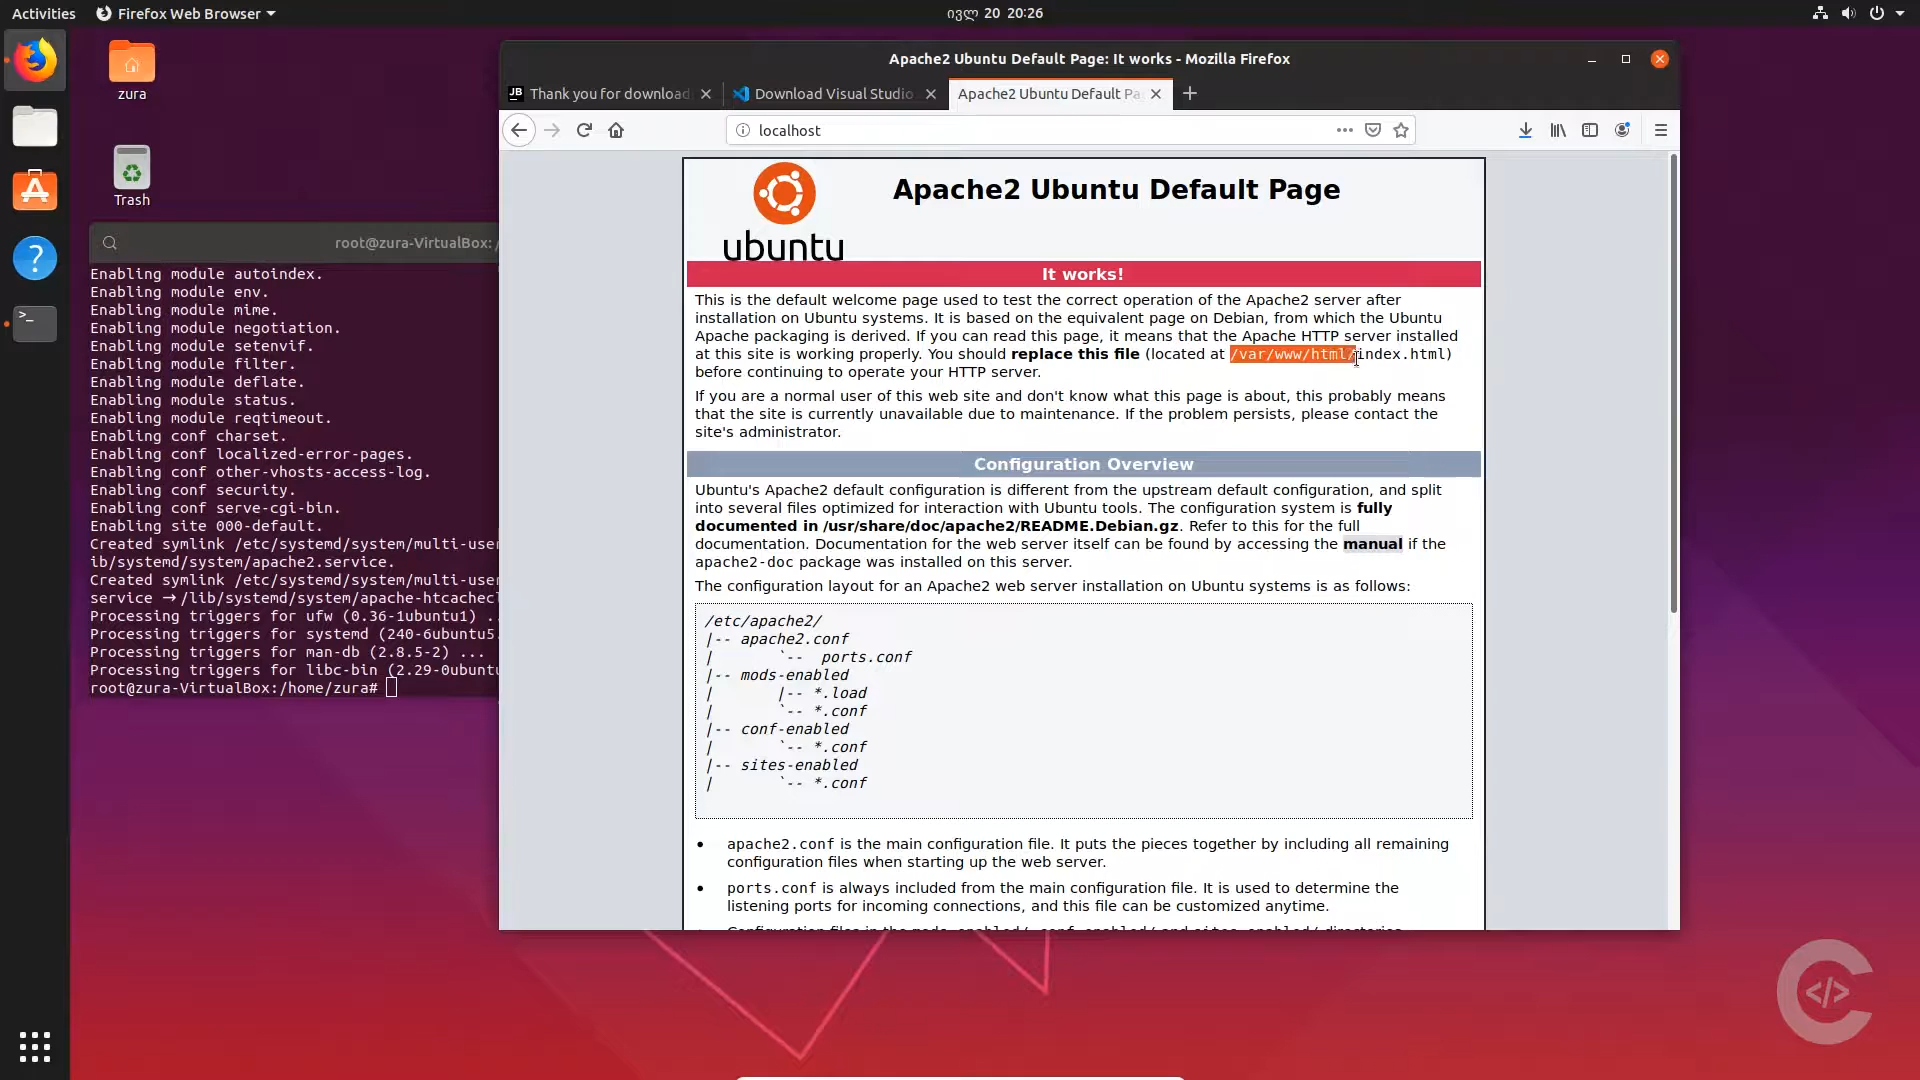 Activities
Firefox Web Browser
ივლ 20 20:26
zura
Trash
root@zura-VirtualBox: /
Enabling module autoindex.
Enabling module env.
Enabling module mime.
Enabling module negotiation.
Enabling module setenvif.
Enabling module filter.
Enabling module deflate.
Enabling module status.
Enabling module reqtimeout.
Enabling conf charset.
Enabling conf localized-error-pages.
Enabling conf other-vhosts-access-log.
Enabling conf security.
Enabling conf serve-cgi-bin.
Enabling site 000-default.
Created symlink /etc/systemd/system/multi-user
ib/systemd/system/apache2.service.
Created symlink /etc/systemd/system/multi-user
service → /lib/systemd/system/apache-htcachecl
Processing triggers for ufw (0.36-1ubuntu1) ..
Processing triggers for systemd (240-6ubuntu5.
Processing triggers for man-db (2.8.5-2) ...
Processing triggers for libc-bin (2.29-0ubuntu
root@zura-VirtualBox:/home/zura#
Apache2 Ubuntu Default Page: It works - Mozilla Firefox
JB Thank you for download
Download Visual Studio
Apache2 Ubuntu Default Pa
localhost
ubuntu
Apache2 Ubuntu Default Page
It works!
This is the default welcome page used to test the correct operation of the Apache2 server after
installation on Ubuntu systems. It is based on the equivalent page on Debian, from which the Ubuntu
Apache packaging is derived. If you can read this page, it means that the Apache HTTP server installed
at this site is working properly. You should replace this file (located at /var/www/html/index.html)
before continuing to operate your HTTP server.
If you are a normal user of this web site and don't know what this page is about, this probably means
that the site is currently unavailable due to maintenance. If the problem persists, please contact the
site's administrator.
Configuration Overview
Ubuntu's Apache2 default configuration is different from the upstream default configuration, and split
into several files optimized for interaction with Ubuntu tools. The configuration system is fully
documented in /usr/share/doc/apache2/README.Debian.gz. Refer to this for the full
documentation. Documentation for the web server itself can be found by accessing the manual if the
apache2-doc package was installed on this server.
The configuration layout for an Apache2 web server installation on Ubuntu systems is as follows:
/etc/apache2/
|-- apache2.conf
|       `--  ports.conf
|-- mods-enabled
|       |-- *.load
|       `-- *.conf
|-- conf-enabled
|       `-- *.conf
|-- sites-enabled
|       `-- *.conf
• apache2.conf is the main configuration file. It puts the pieces together by including all remaining
configuration files when starting up the web server.
• ports.conf is always included from the main configuration file. It is used to determine the
listening ports for incoming connections, and this file can be customized anytime.
Configuration files in the mods-enabled/, conf-enabled/ and sites-enabled/ directories